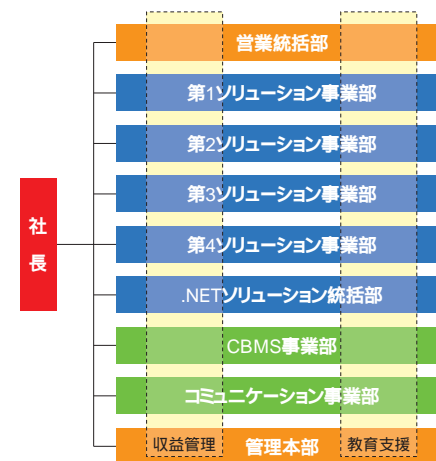 社長
営業統括部
第1ソリューション事業部
第2ソリューション事業部
第3ソリューション事業部
第4ソリューション事業部
.NETソリューション統括部
CBMS事業部
コミュニケーション事業部
収益管理 管理本部 教育支援